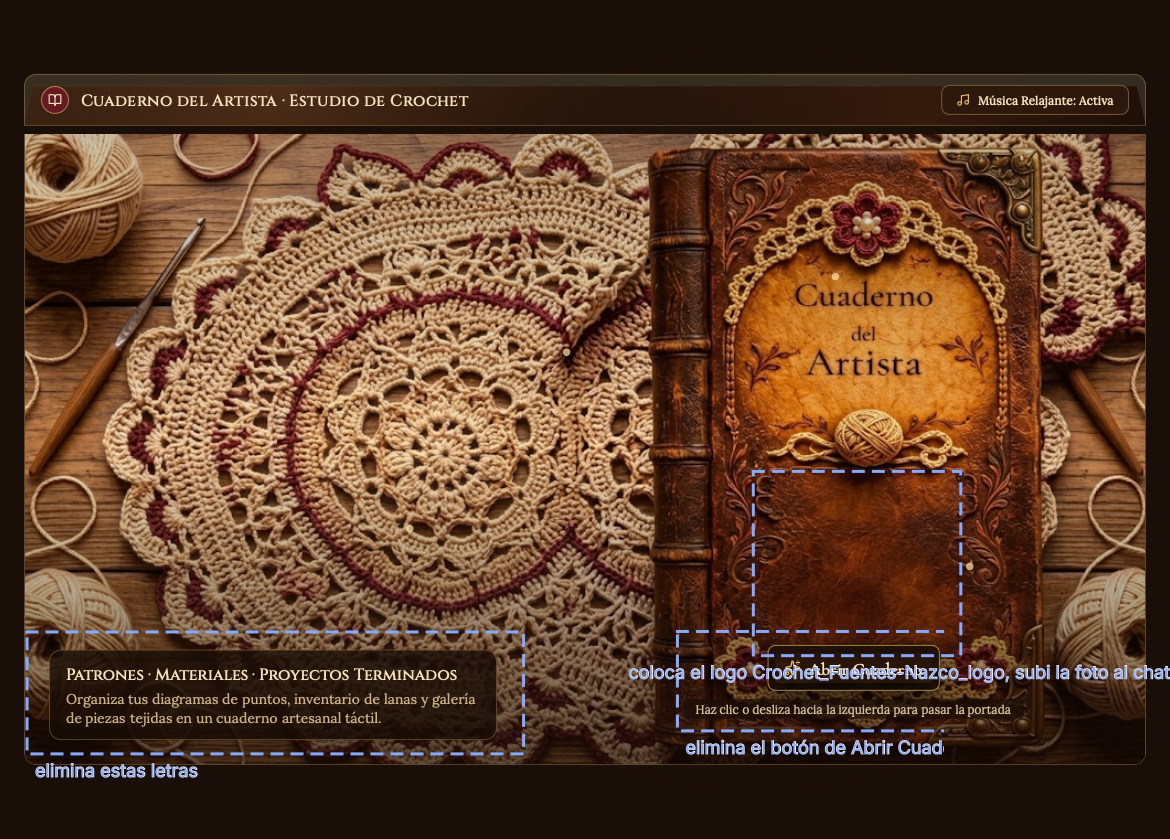 Cuaderno del Artista · Estudio de Crochet
Música Relajante: Activa
Cuaderno
del
Artista
Patrones · Materiales · Proyectos Terminados
Organiza tus diagramas de puntos, inventario de lanas y galería
de piezas tejidas en un cuaderno artesanal táctil.
coloca el logo Crochet_Fuentes-Nazco_logo, subi la foto al chat
Haz clic o desliza hacia la izquierda para pasar la portada
elimina el botón de Abrir Cuad
elimina estas letras